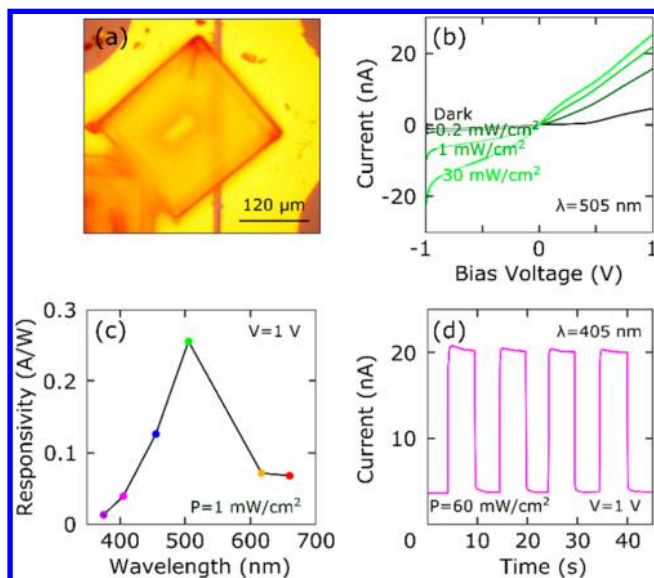 (a)
120 µm
(b)
Current (nA)
20
0
-20
Dark
0.2 mW/cm²
1 mW/cm²
30 mW/cm²
λ=505 nm
-1
0
1
Bias Voltage (V)
(c)
V=1 V
Responsivity (A/W)
0.3
0.2
0.1
0
P=1 mW/cm²
400
500
600
700
Wavelength (nm)
(d)
λ=405 nm
Current (nA)
20
10
0
P=60 mW/cm²
V=1 V
10
20
30
40
Time (s)